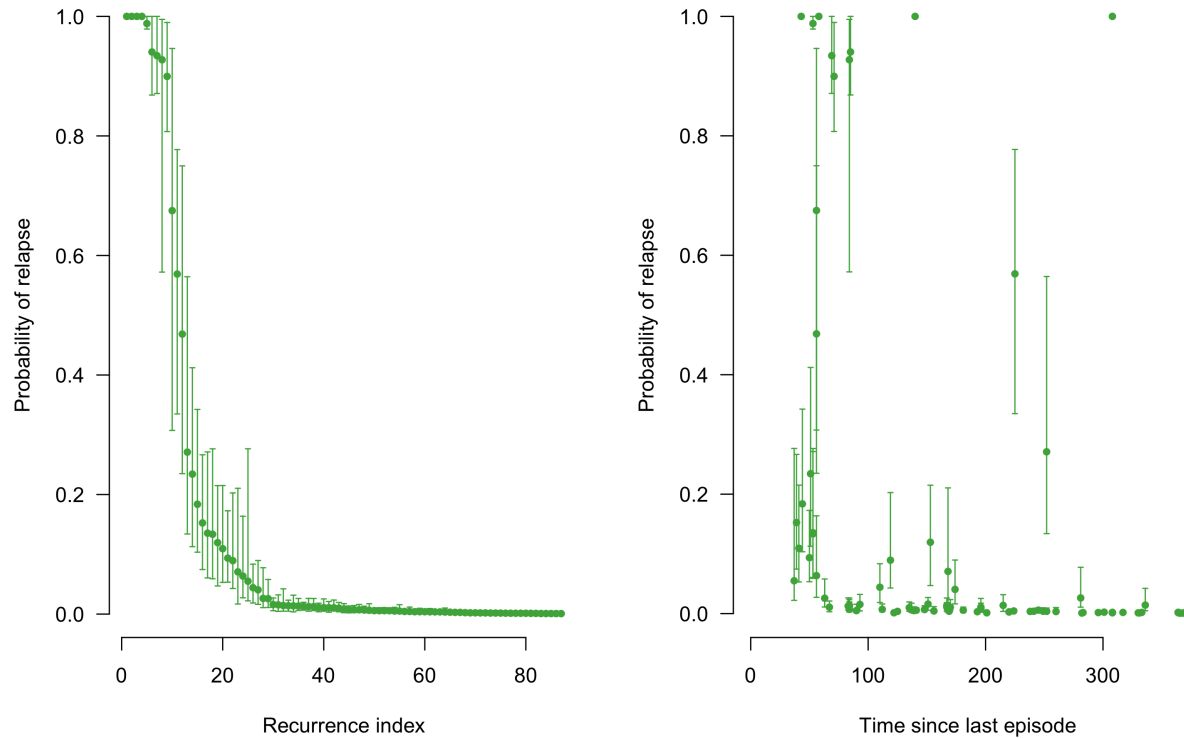 Probability of relapse
1.0
0.8
0.6
0.4
0.2
0.0
0 20 40 60 80
Recurrence index
Probability of relapse
1.0
0.8
0.6
0.4
0.2
0.0
0 100 200 300
Time since last episode